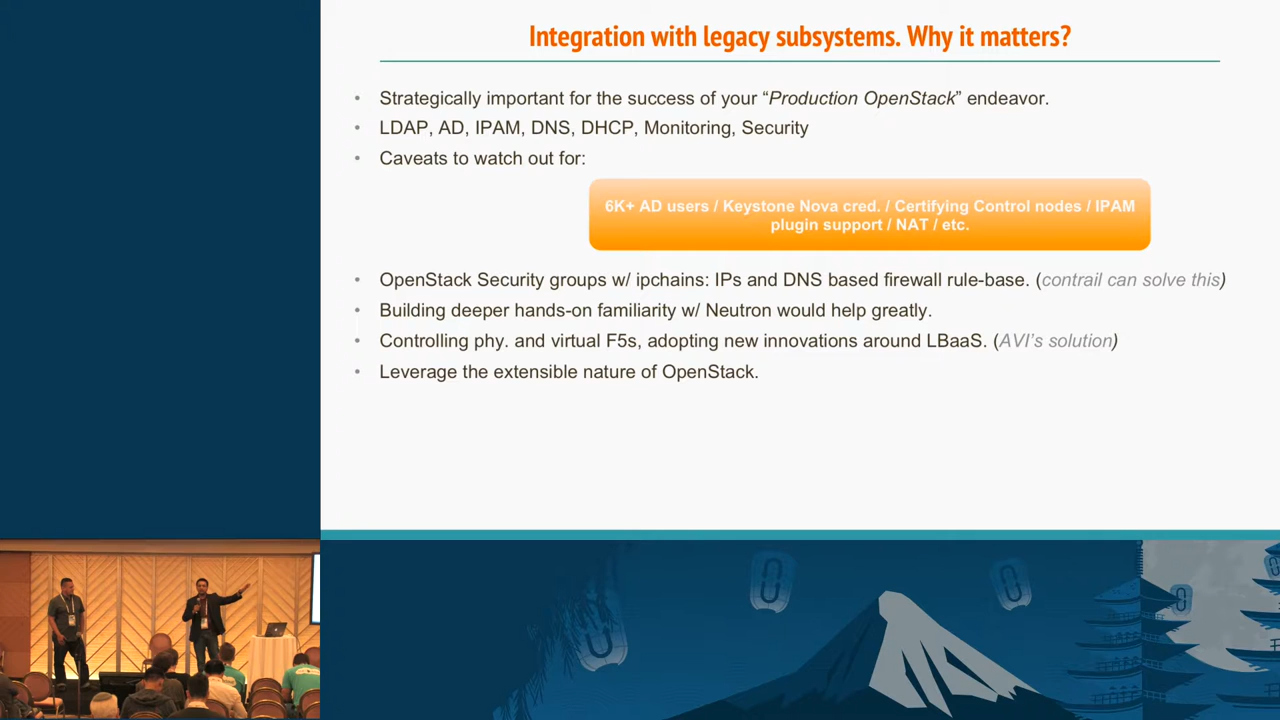 Integration with legacy subsystems. Why it matters?
• Strategically important for the success of your “Production OpenStack” endeavor.
• LDAP, AD, IPAM, DNS, DHCP, Monitoring, Security
• Caveats to watch out for:
6K+ AD users / Keystone Nova cred. / Certifying Control nodes / IPAM
plugin support / NAT / etc.
• OpenStack Security groups w/ ipchains: IPs and DNS based firewall rule-base. (contrail can solve this)
• Building deeper hands-on familiarity w/ Neutron would help greatly.
• Controlling phy. and virtual F5s, adopting new innovations around LBaaS. (AVI’s solution)
• Leverage the extensible nature of OpenStack.